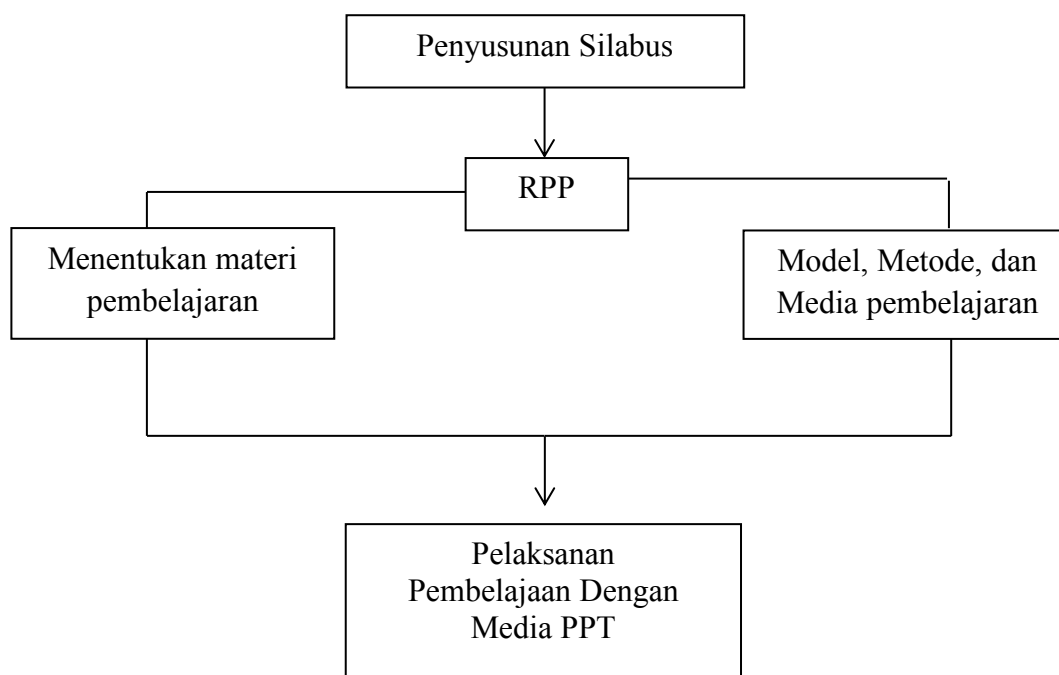 Penyusunan Silabus
RPP
Menentukan materi
pembelajaran
Model, Metode, dan
Media pembelajaran
Pelaksanan
Pembelajaan Dengan
Media PPT